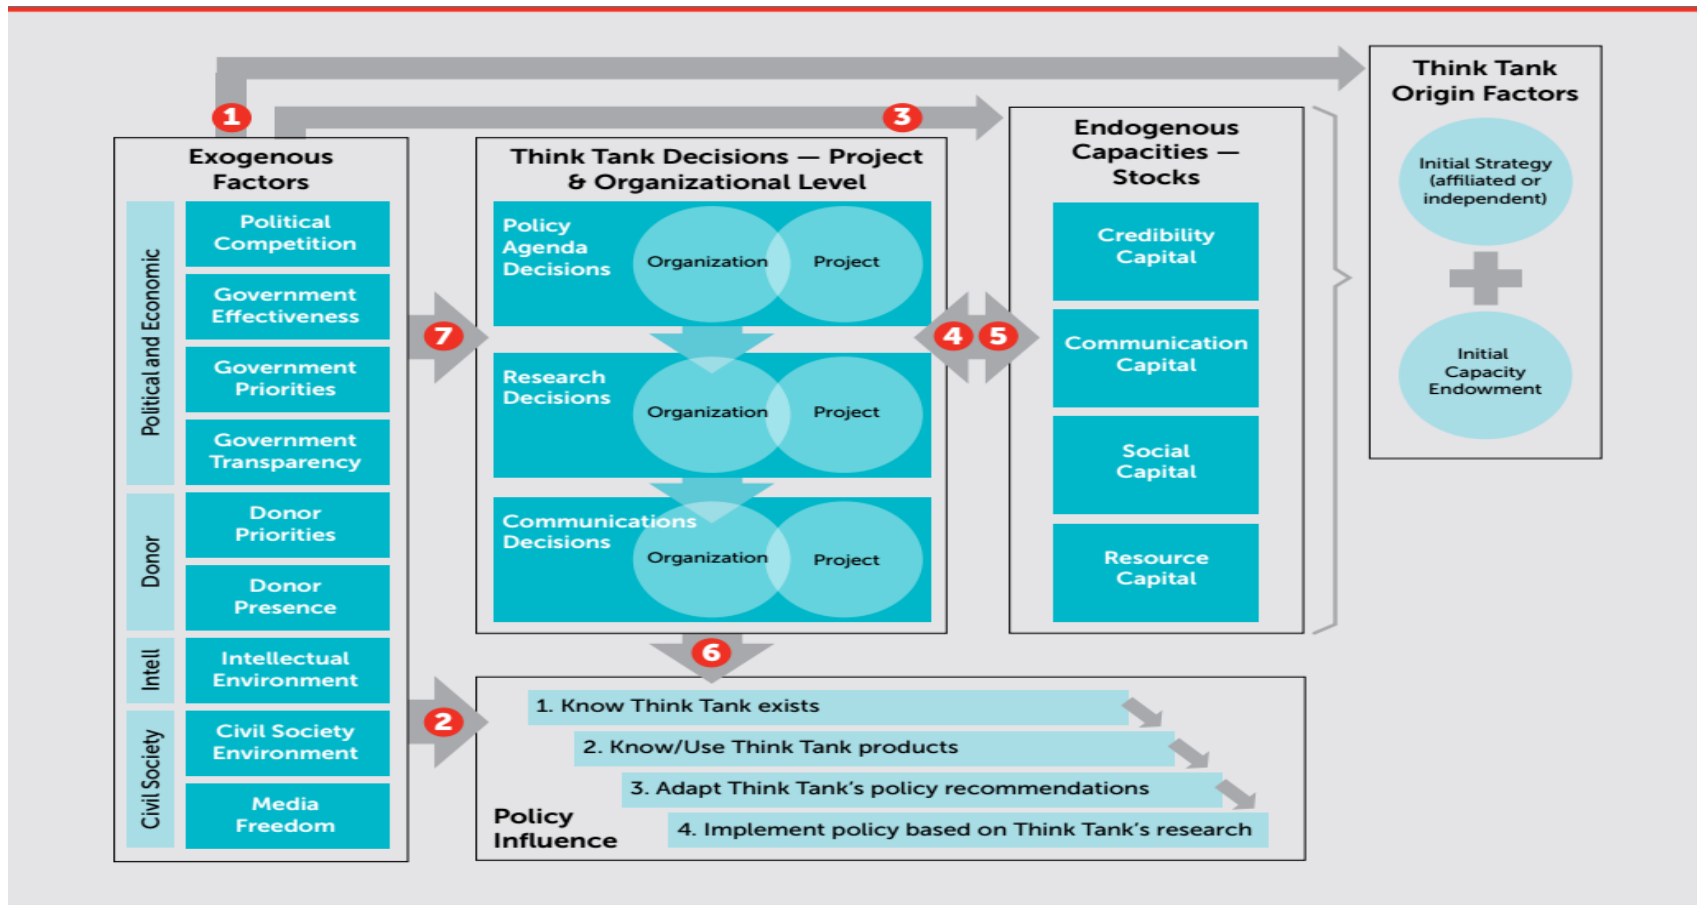 Think Tank
Origin Factors
Initial Strategy
(affiliated or
independent)
Initial
Capacity
Endowment
1
3
Exogenous
Factors
Political and Economic
Political
Competition
Government
Effectiveness
Government
Priorities
Government
Transparency
Donor
Donor
Priorities
Donor
Presence
Intell
Intellectual
Environment
Civil Society
Civil Society
Environment
Media
Freedom
7
2
Think Tank Decisions — Project
& Organizational Level
Policy
Agenda
Decisions
Organization
Project
Research
Decisions
Organization
Project
Communications
Decisions
Organization
Project
4
5
Endogenous
Capacities —
Stocks
Credibility
Capital
Communication
Capital
Social
Capital
Resource
Capital
6
1. Know Think Tank exists
2. Know/Use Think Tank products
3. Adapt Think Tank’s policy recommendations
4. Implement policy based on Think Tank’s research
Policy
Influence